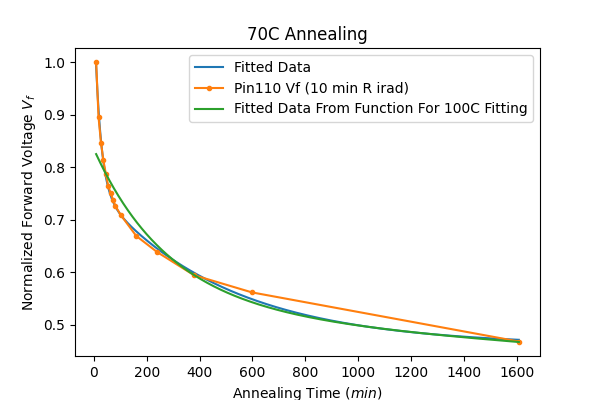 70C Annealing
Fitted Data
Pin110 Vf (10 min R irad)
Fitted Data From Function For 100C Fitting
Normalized Forward Voltage V_f
1.0
0.9
0.8
0.7
0.6
0.5
0 200 400 600 800 1000 1200 1400 1600
Annealing Time (min)